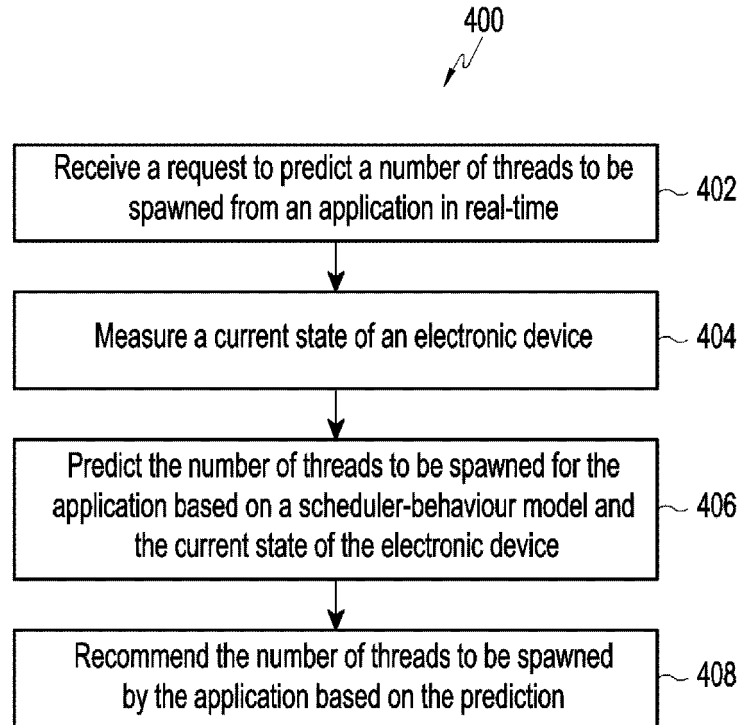 400
Receive a request to predict a number of threads to be
spawned from an application in real-time
402
Measure a current state of an electronic device
404
Predict the number of threads to be spawned for the
application based on a scheduler-behaviour model and
the current state of the electronic device
406
Recommend the number of threads to be spawned
by the application based on the prediction
408